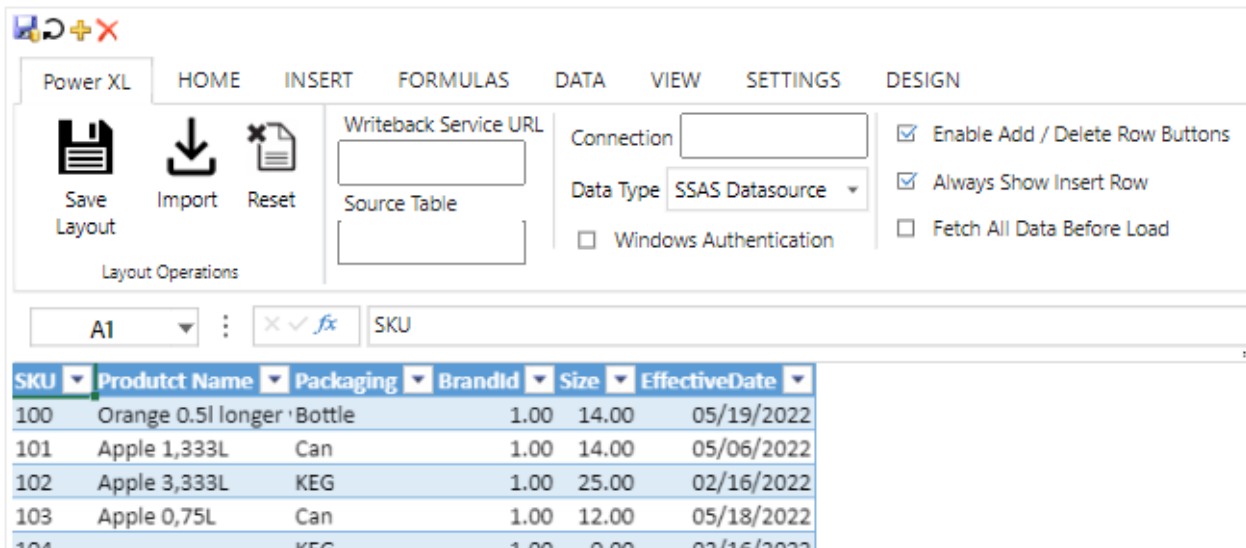 Power XL HOME INSERT FORMULAS DATA VIEW SETTINGS DESIGN
Save Layout
Import
Reset
Layout Operations
Writeback Service URL
Source Table
Connection
Data Type SSAS Datasource
Windows Authentication
Enable Add / Delete Row Buttons
Always Show Insert Row
Fetch All Data Before Load
A1 fx SKU
SKU Produtct Name Packaging BrandId Size EffectiveDate
100 Orange 0.5l longer Bottle 1.00 14.00 05/19/2022
101 Apple 1,333L Can 1.00 14.00 05/06/2022
102 Apple 3,333L KEG 1.00 25.00 02/16/2022
103 Apple 0,75L Can 1.00 12.00 05/18/2022
104 KEG 1.00